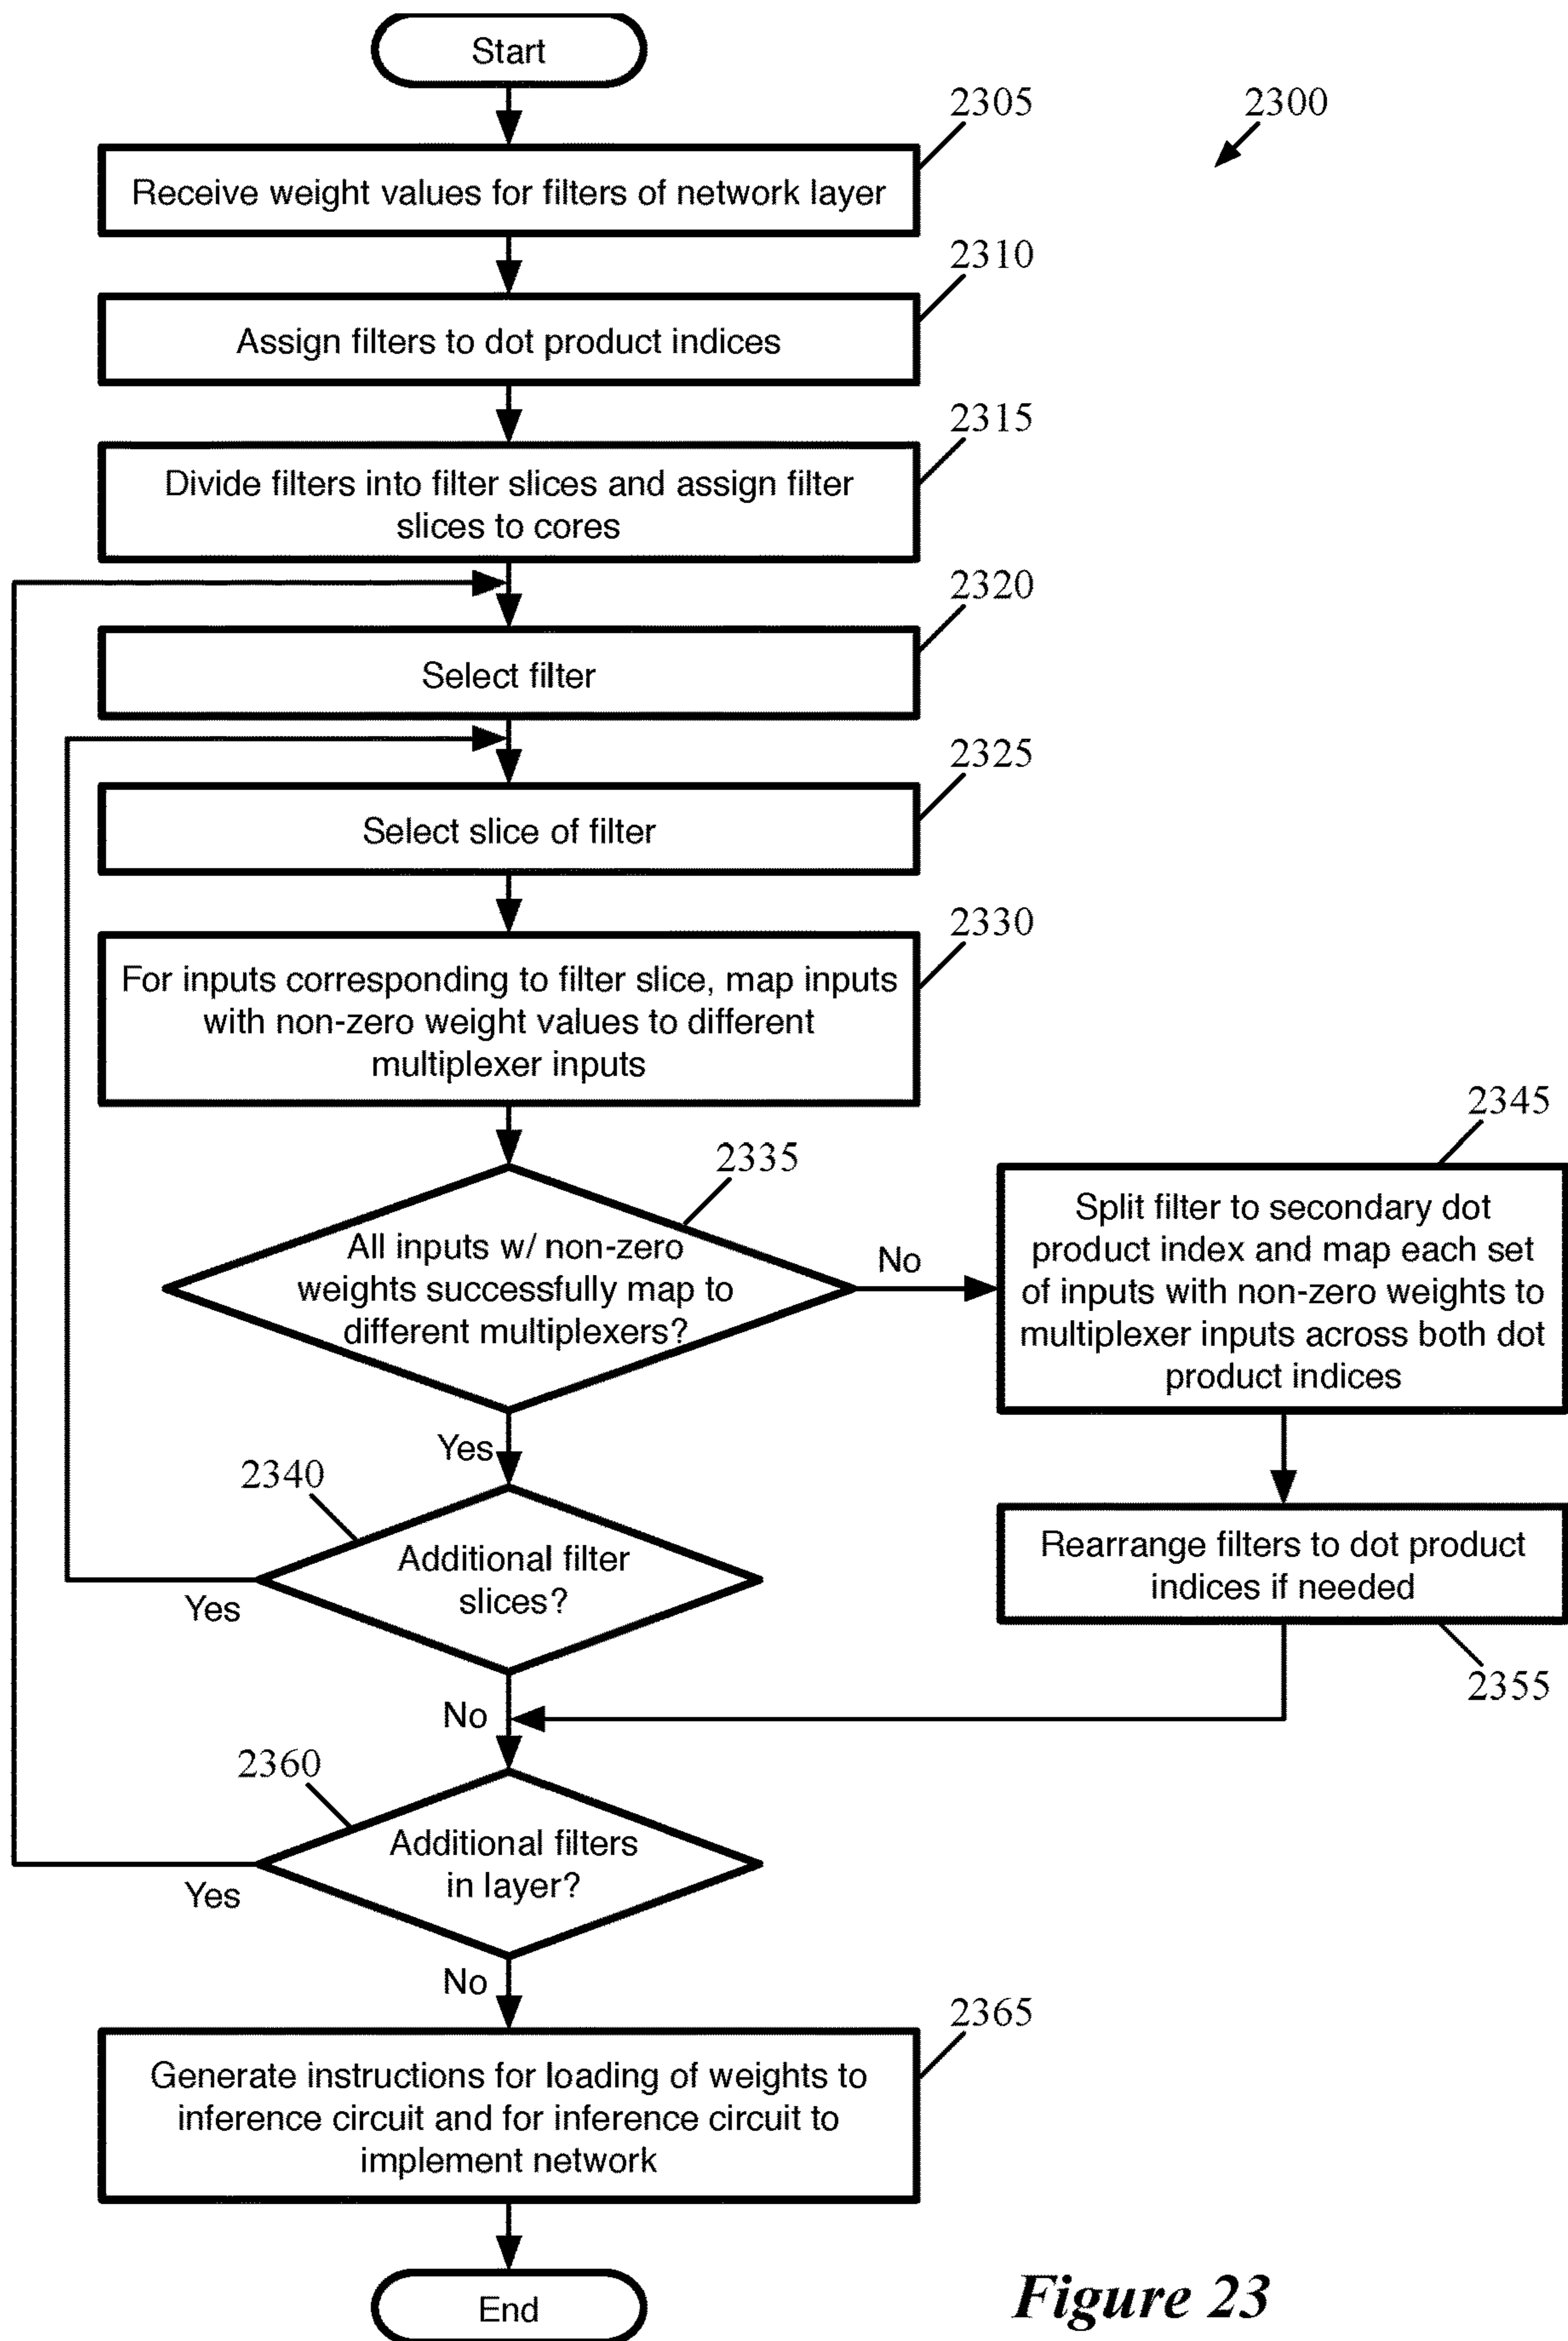 Start
2305
2300
Receive weight values for filters of network layer
2310
Assign filters to dot product indices
2315
Divide filters into filter slices and assign filter
slices to cores
2320
Select filter
2325
Select slice of filter
2330
For inputs corresponding to filter slice, map inputs
with non-zero weight values to different
multiplexer inputs
2335
All inputs w/ non-zero
weights successfully map to
different multiplexers?
No
2345
Split filter to secondary dot
product index and map each set
of inputs with non-zero weights to
multiplexer inputs across both dot
product indices
Yes
2340
Additional filter
slices?
Yes
Rearrange filters to dot product
indices if needed
2355
No
2360
Additional filters
in layer?
Yes
No
2365
Generate instructions for loading of weights to
inference circuit and for inference circuit to
implement network
End
Figure 23